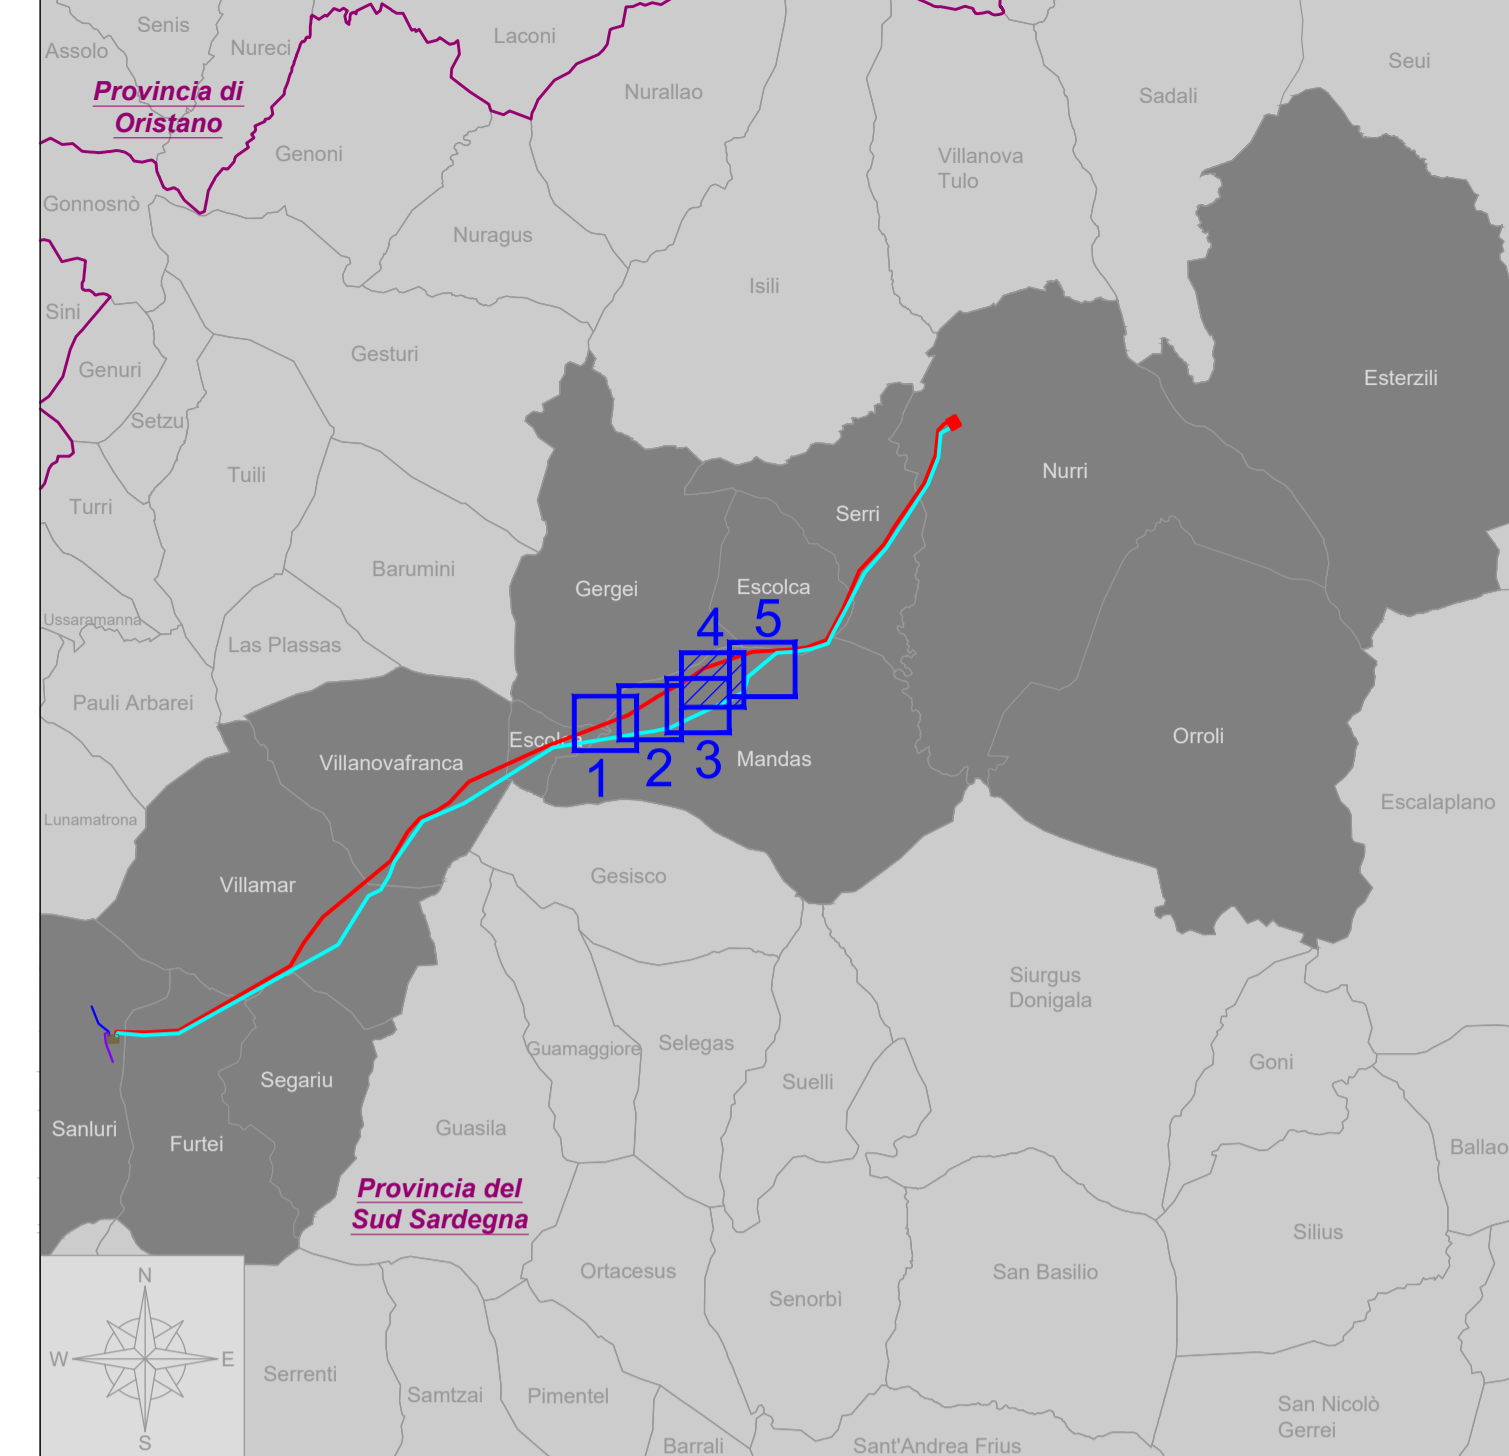 Senis
Assolo
Nureci
Laconi
Seui
Provincia di
Oristano
Nurallao
Sadali
Genoni
Villanova
Tulo
Gonnosnò
Nuragus
Isili
Sini
Gesturi
Genuri
Esterzili
Setzu
Tuili
Nurri
Turri
Serri
Barumini
Gergei
Escolca
Ussaramanna
4
5
Las Plassas
Pauli Arbarei
Escolca
Orroli
Villanovafranca
Mandas
1
2
3
Escalaplano
Lunamatrona
Villamar
Gesisco
Siurgus
Donigala
Guamaggiore
Selegas
Goni
Segariu
Suelli
Sanluri
Furtei
Guasila
Ballao
Provincia del
Sud Sardegna
Silius
Ortacesus
San Basilio
Senorbì
N
W
E
S
Serrenti
Samtzai
Pimentel
San Nicolò
Gerrei
Barrali
Sant'Andrea Frius